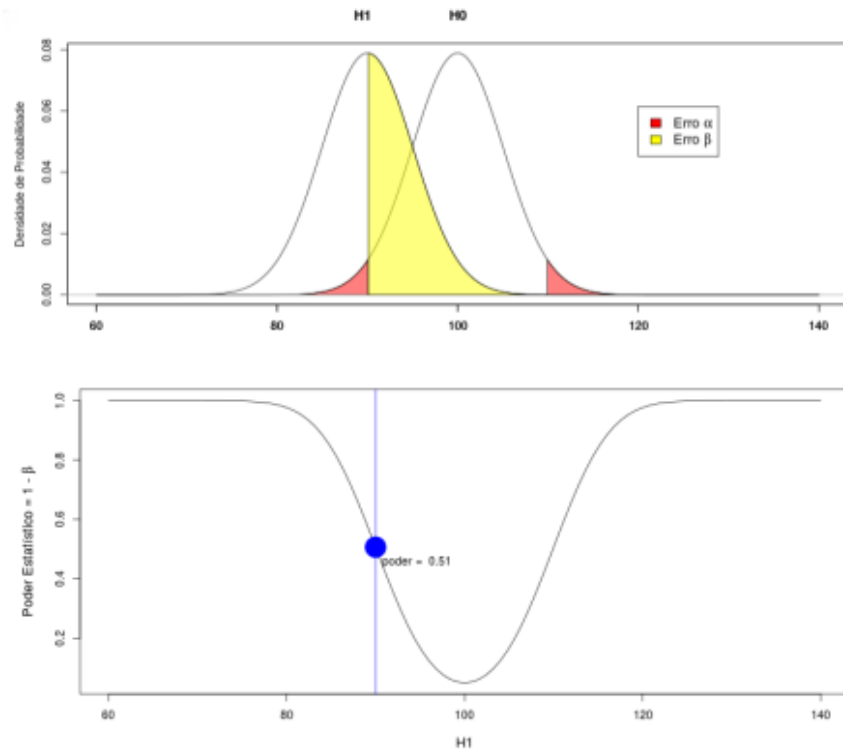 H1 H0
Densidade de Probabilidade
0.08
0.06
0.04
0.02
0.00
Erro α
Erro β
60 80 100 120 140
Poder Estatístico = 1 - β
1.0
0.8
0.6
0.4
0.2
poder = 0.51
60 80 100 120 140
H1